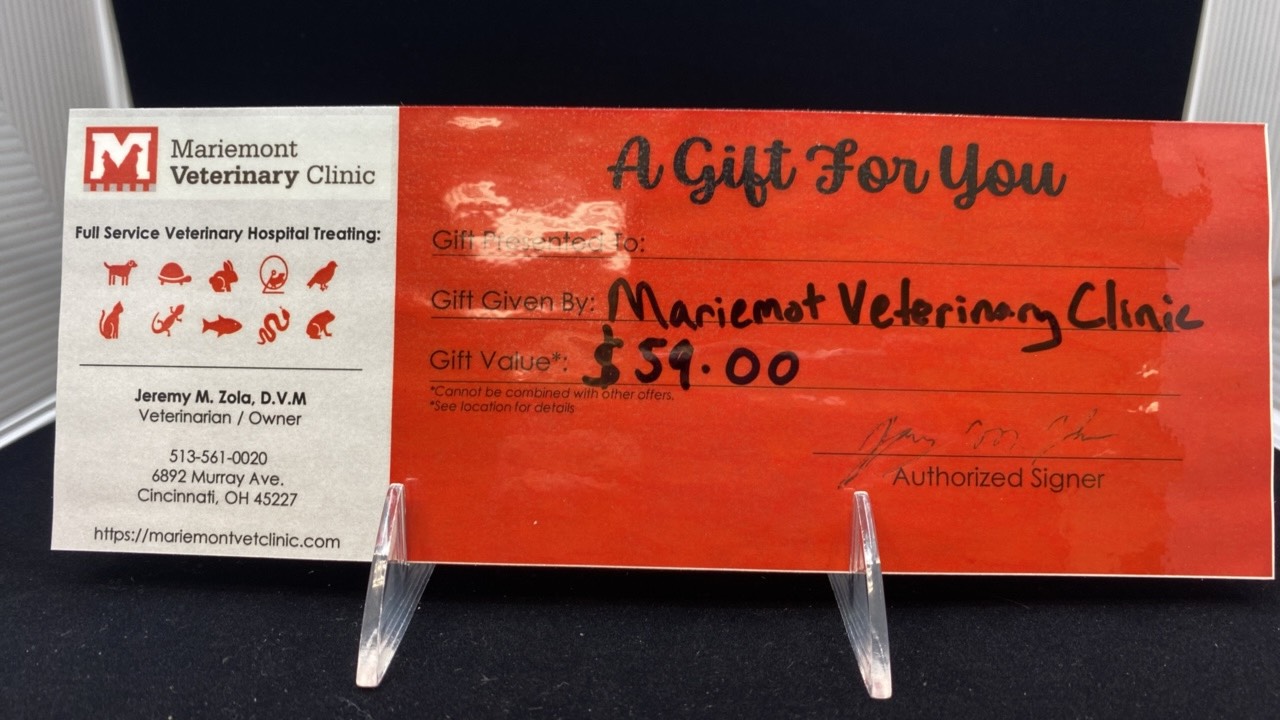 M
Mariemont
Veterinary Clinic
Full Service Veterinary Hospital Treating:
Jeremy M. Zola, D.V.M
Veterinarian / Owner
513-561-0020
6892 Murray Ave.
Cincinnati, OH 45227
https://mariemontvetclinic.com
A Gift For You
Gift Presented To:
Gift Given By: Mariemot Veterinary Clinic
Gift Value*: $59.00
*Cannot be combined with other offers.
*See location for details
Authorized Signer